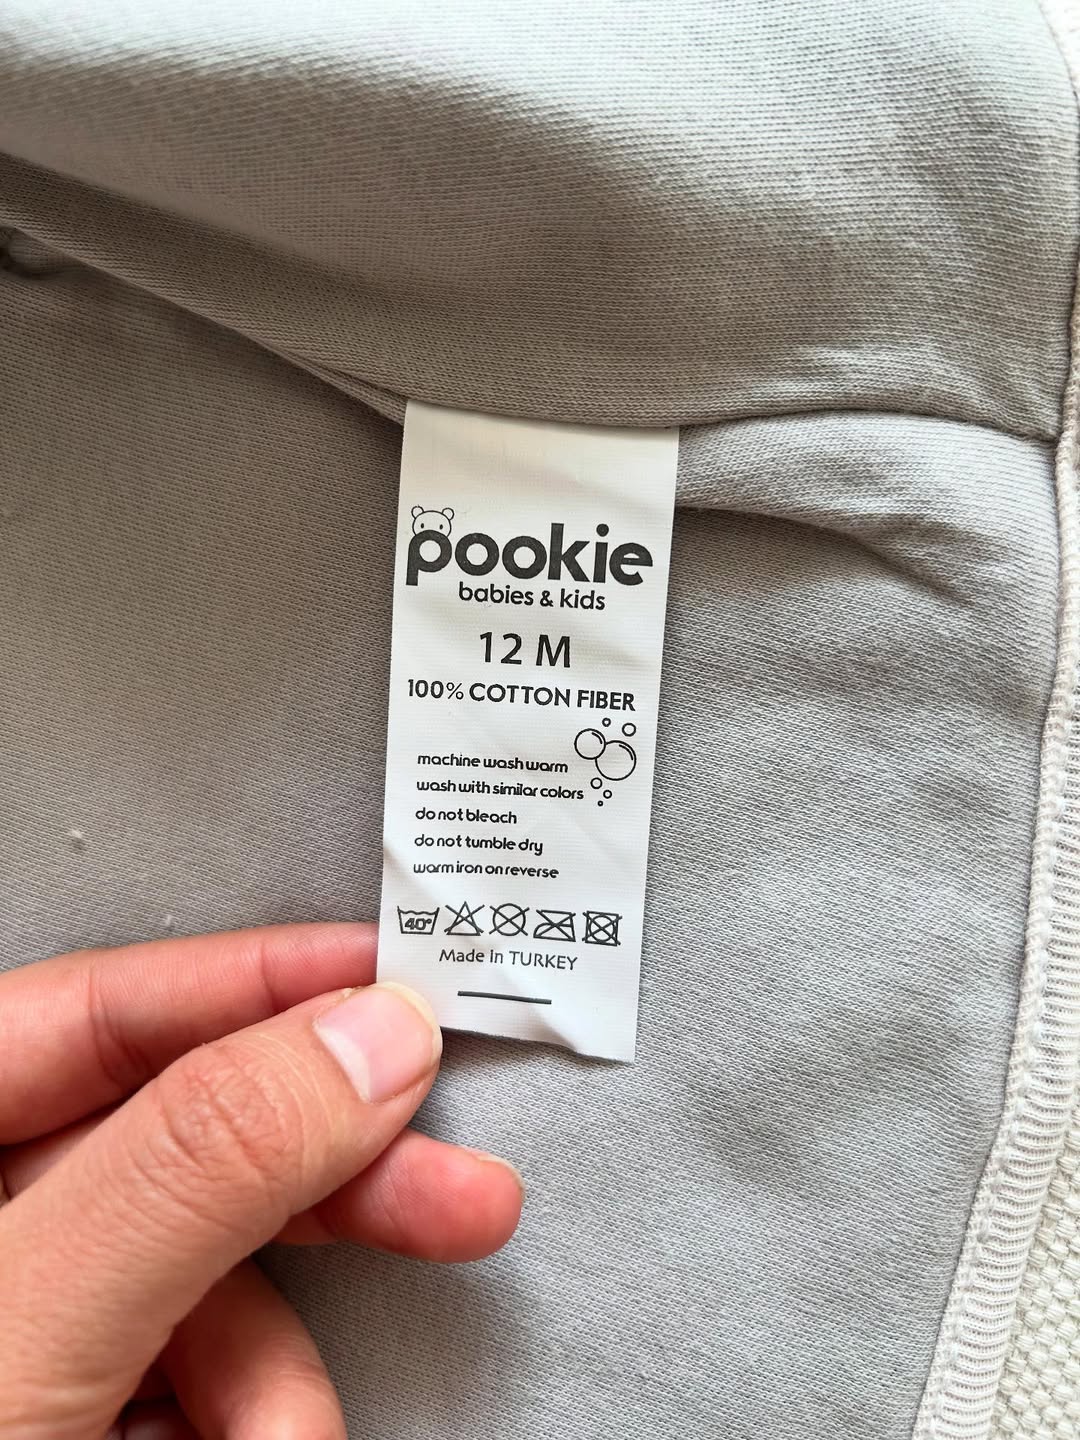 pookie
babies & kids
12 M
100% COTTON FIBER
machine wash warm
wash with similar colors
do not bleach
do not tumble dry
warm iron on reverse
40°
Made in TURKEY